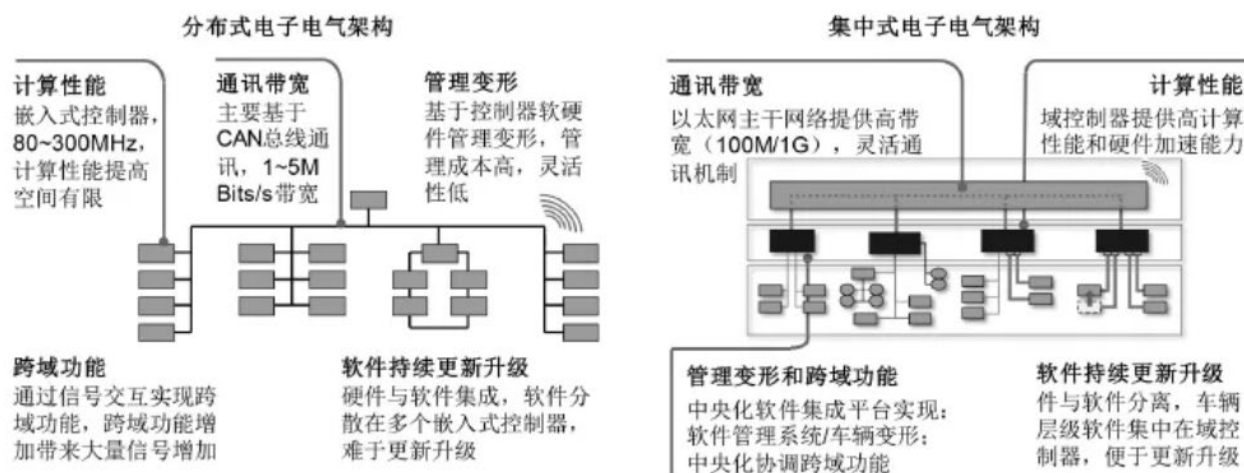 分布式电子电气架构
计算性能
嵌入式控制器，
80~300MHz，
计算性能提高
空间有限
通讯带宽
主要基于
CAN总线通
讯，1~5M
Bits/s带宽
管理变形
基于控制器软硬
件管理变形，管
理成本高，灵活
性低
跨域功能
通过信号交互实现跨
域功能，跨域功能增
加带来大量信号增加
软件持续更新升级
硬件与软件集成，软件分
散在多个嵌入式控制器，
难于更新升级
集中式电子电气架构
通讯带宽
以太网主干网络提供高带
宽（100M/1G），灵活通
讯机制
计算性能
域控制器提供高计算
性能和硬件加速能力
管理变形和跨域功能
中央化软件集成平台实现：
软件管理系统/车辆变形；
中央化协调跨域功能
软件持续更新升级
件与软件分离，车辆
层级软件集中在域控
制器，便于更新升级